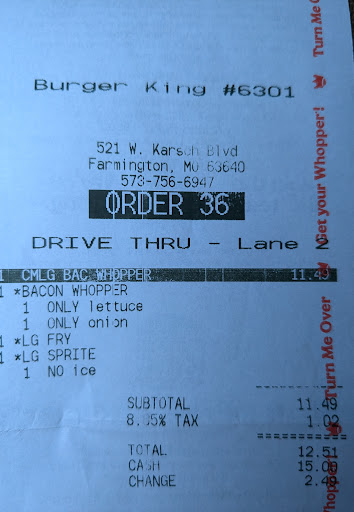 Burger King #6301
521 W. Karsch Blvd
Farmington, MO 63640
573-756-6947
ORDER 36
DRIVE THRU - Lane 2
1 CMLG BAC WHOPPER 11.49
1 *BACON WHOPPER
1 ONLY lettuce
1 ONLY onion
1 *LG FRY
1 *LG SPRITE
1 NO ice
SUBTOTAL 11.49
8.95% TAX 1.02
TOTAL 12.51
CASH 15.00
CHANGE 2.49
Turn Me
Get your Whopper!
Turn Me Over